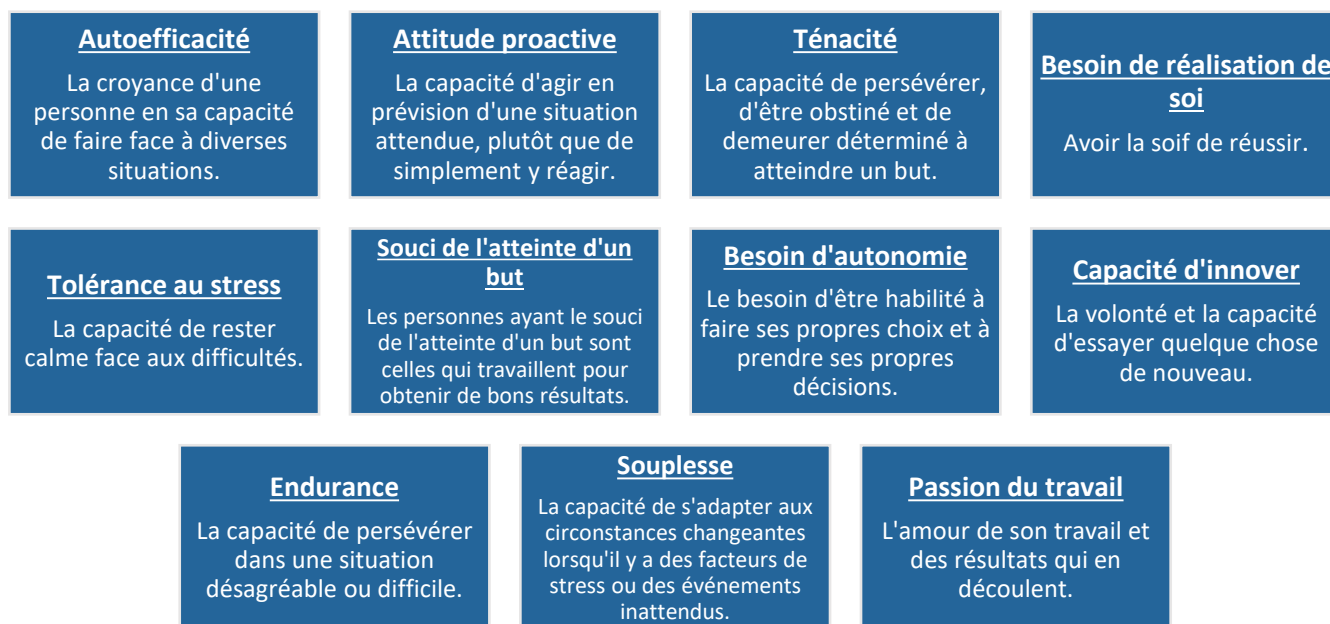 Autoefficacité
La croyance d'une
personne en sa capacité
de faire face à diverses
situations.
Attitude proactive
La capacité d'agir en
prévision d'une situation
attendue, plutôt que de
simplement y réagir.
Ténacité
La capacité de persévérer,
d'être obstiné et de
demeurer déterminé à
atteindre un but.
Besoin de réalisation de
soi
Avoir la soif de réussir.
Tolérance au stress
La capacité de rester
calme face aux difficultés.
Souci de l'atteinte d'un
but
Les personnes ayant le souci
de l'atteinte d'un but sont
celles qui travaillent pour
obtenir de bons résultats.
Besoin d'autonomie
Le besoin d'être habilité à
faire ses propres choix et à
prendre ses propres
décisions.
Capacité d'innover
La volonté et la capacité
d'essayer quelque chose
de nouveau.
Endurance
La capacité de persévérer
dans une situation
désagréable ou difficile.
Souplesse
La capacité de s'adapter aux
circonstances changeantes
lorsqu'il y a des facteurs de
stress ou des événements
inattendus.
Passion du travail
L'amour de son travail et
des résultats qui en
découlent.